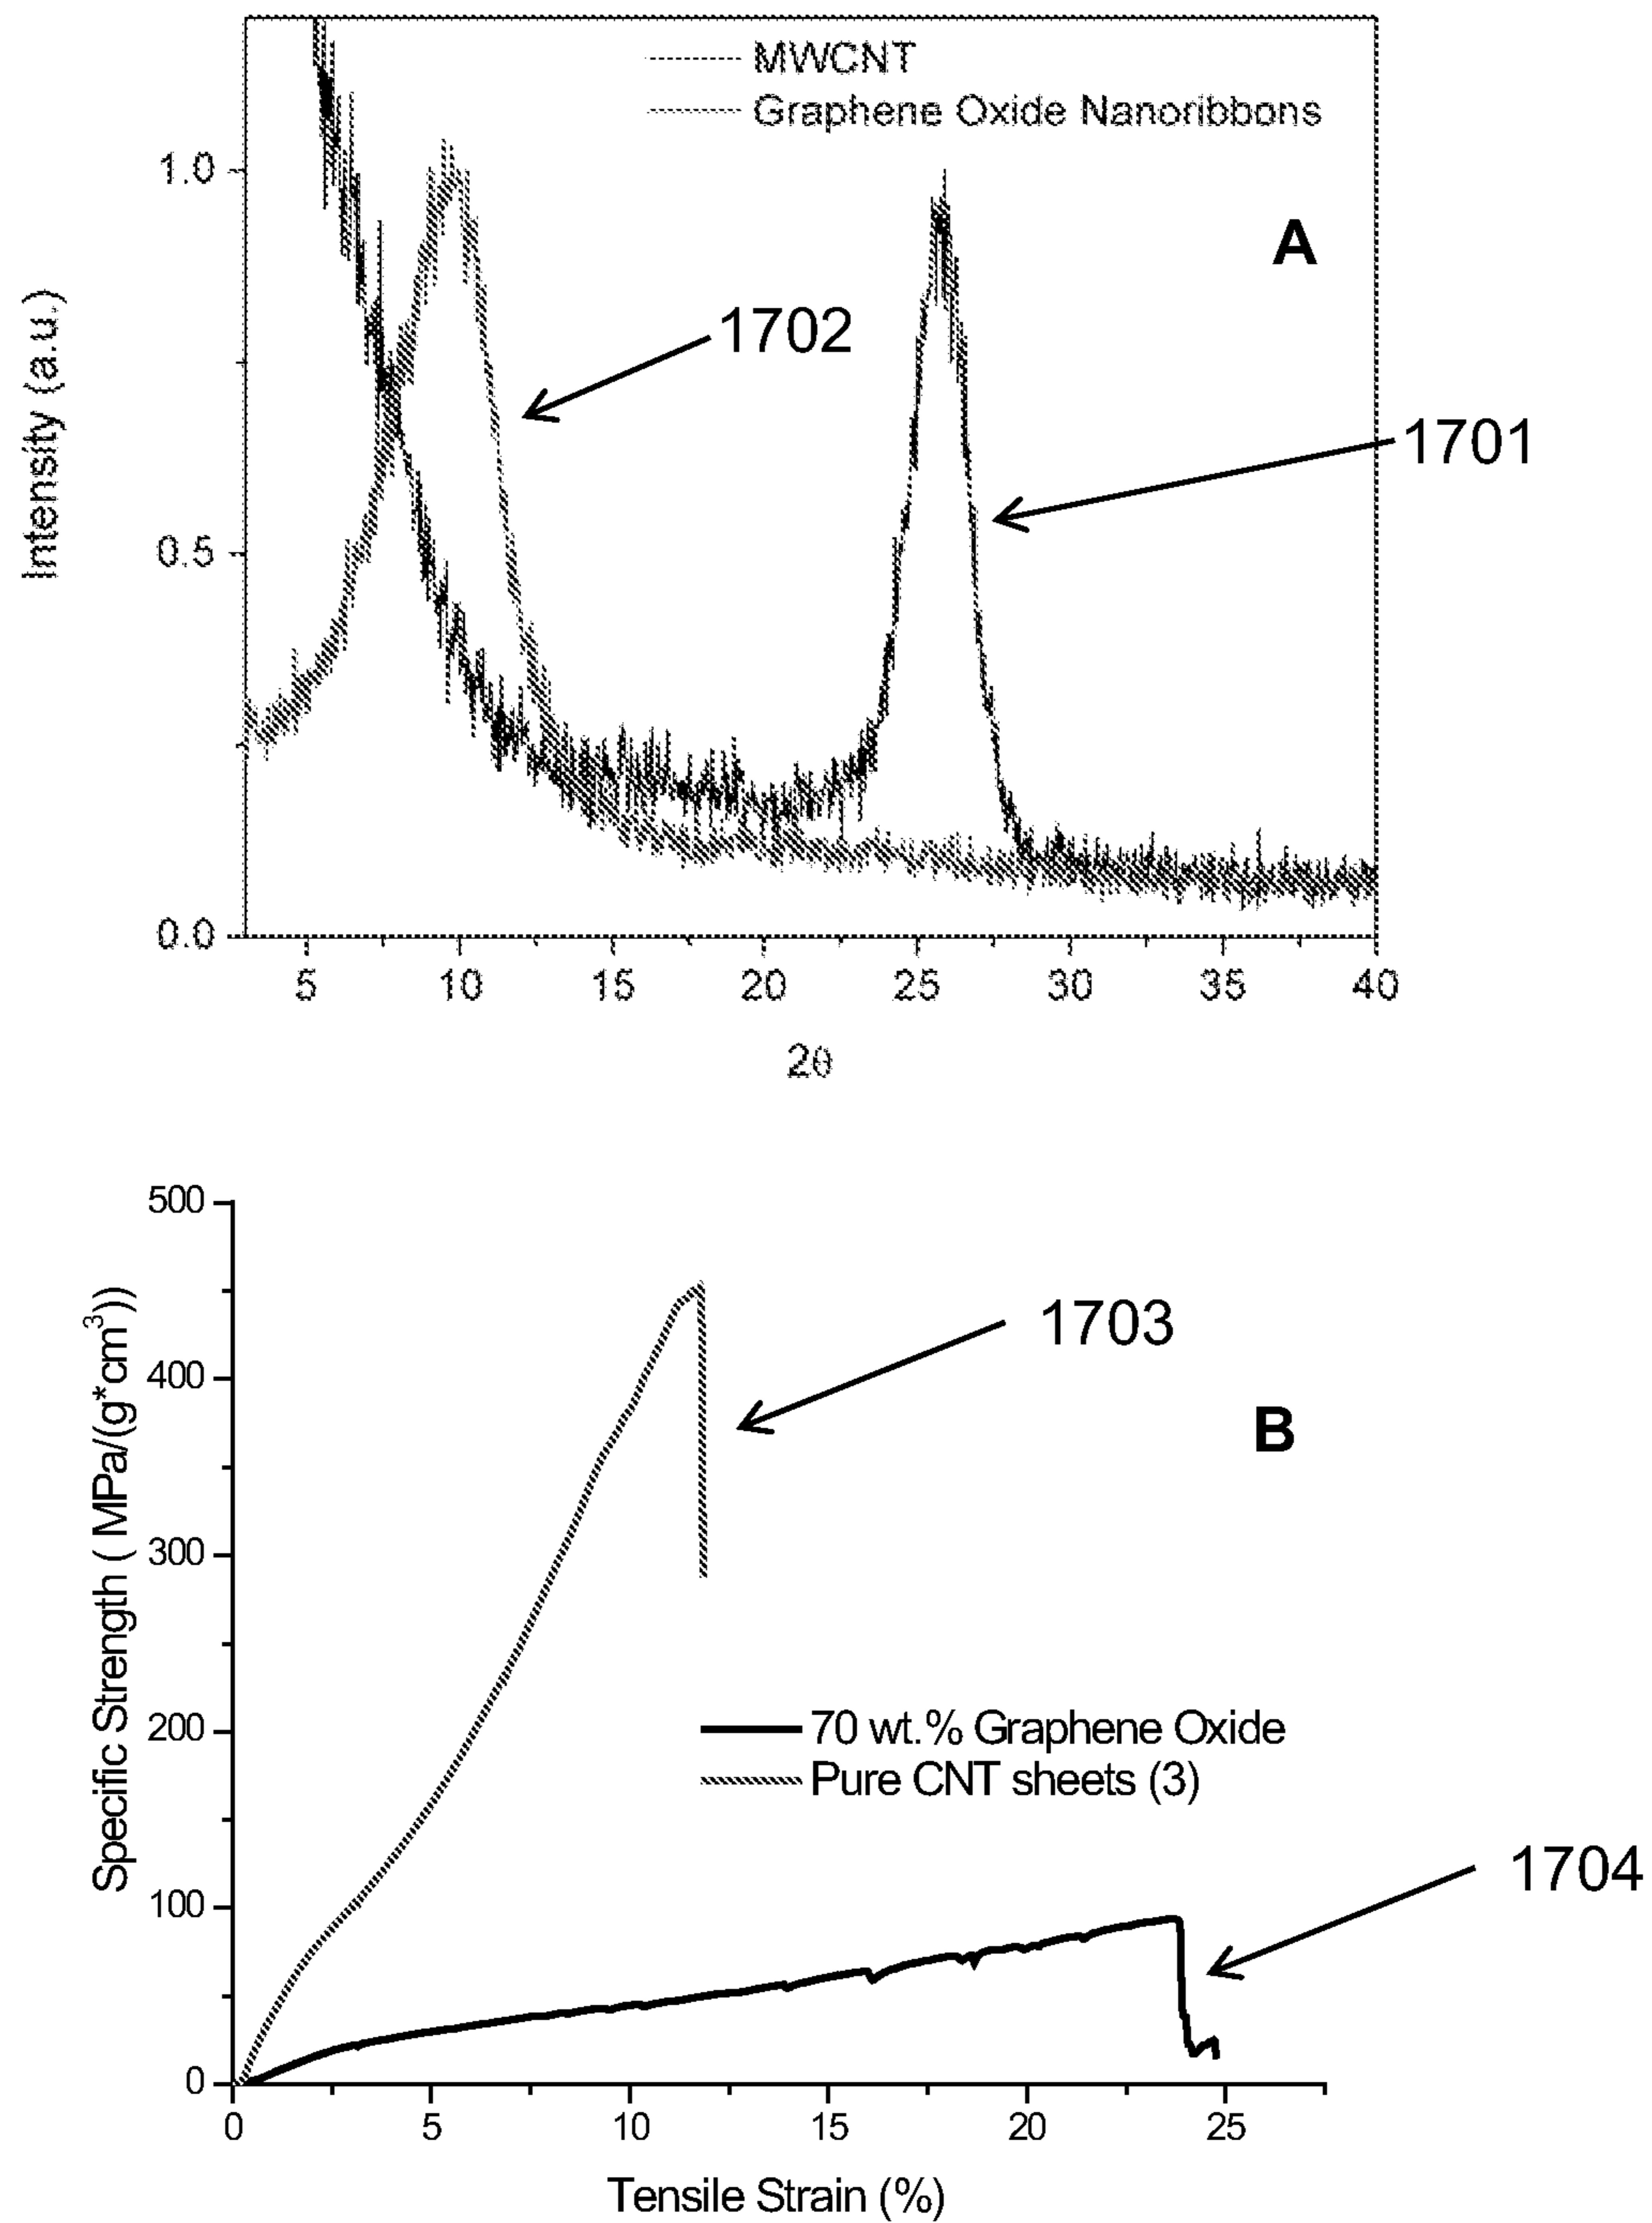 MWCNT
Graphene Oxide Nanoribbons
1.0
A
1702
1701
Intensity (a.u.)
0.5
0.0
5 10 15 20 25 30 35 40
2θ
500
1703
400
B
Specific Strength ( MPa/(g*cm³))
300
70 wt.% Graphene Oxide
200
Pure CNT sheets (3)
1704
100
0
0 5 10 15 20 25
Tensile Strain (%)